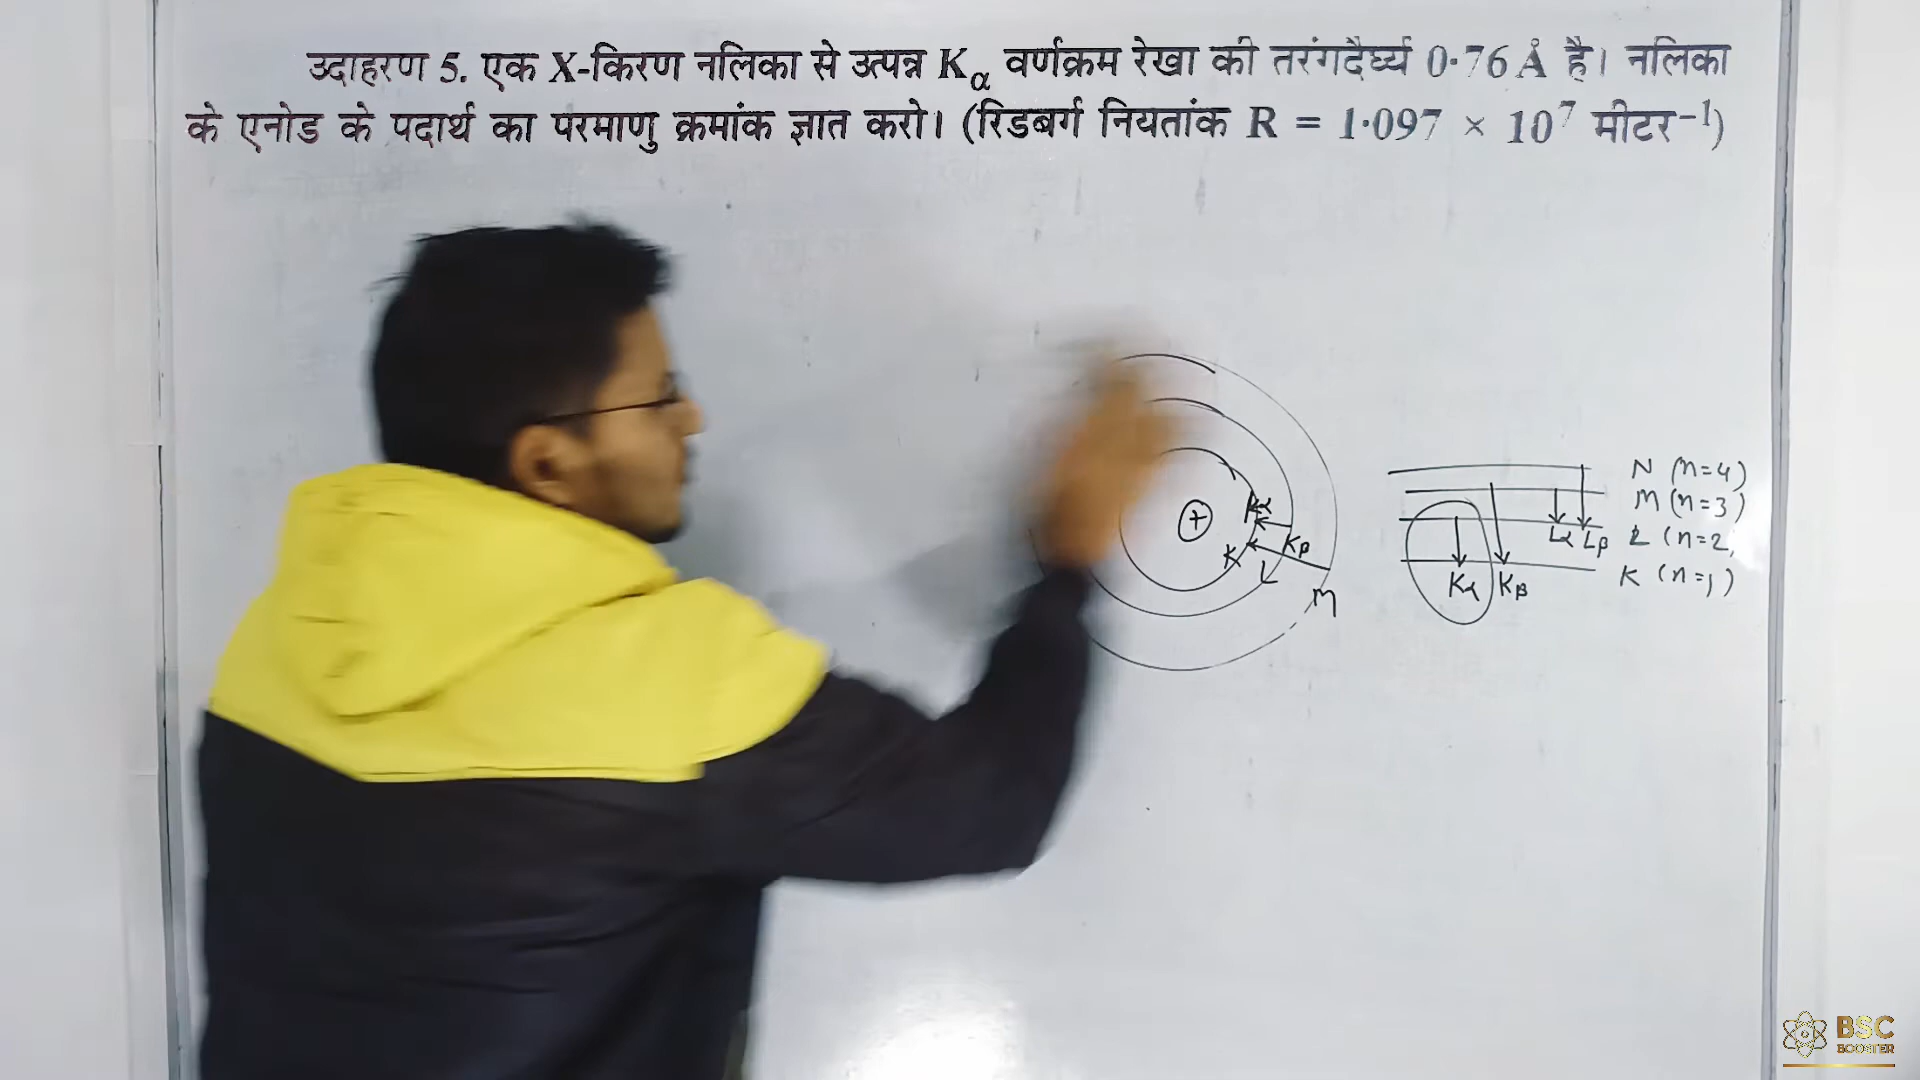 उदाहरण 5. एक X-किरण नलिका से उत्पन्न Kα वर्णक्रम रेखा की तरंगदैर्घ्य 0·76 Å है। नलिका
के एनोड के पदार्थ का परमाणु क्रमांक ज्ञात करो। (रिडबर्ग नियतांक R = 1·097 × 10⁷ मीटर⁻¹)
N (n=4)
M (n=3)
L (n=2)
K (n=1)
Lα Lβ
Kα Kβ
+
Kα
Kβ
K
L
M
BSC
BOOSTER